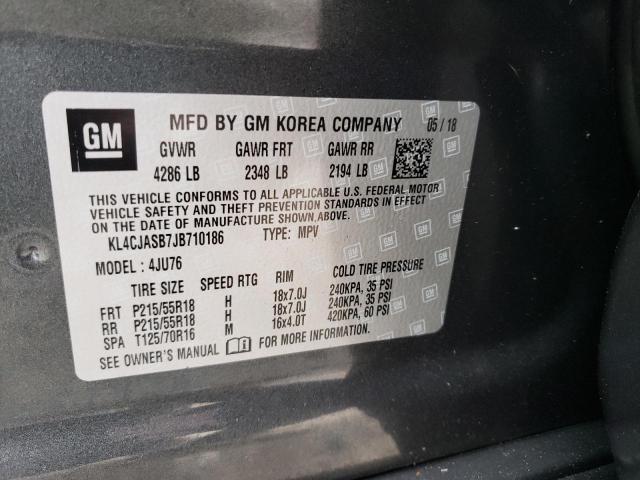 GM
MFD BY GM KOREA COMPANY 05 / 18
GVWR GAWR FRT GAWR RR
4286 LB 2348 LB 2194 LB
THIS VEHICLE CONFORMS TO ALL APPLICABLE U.S. FEDERAL MOTOR
VEHICLE SAFETY AND THEFT PREVENTION STANDARDS IN EFFECT
ON THE DATE OF MANUFACTURE SHOWN ABOVE.
KL4CJASB7JB710186 TYPE: MPV
MODEL: 4JU76
TIRE SIZE SPEED RTG RIM COLD TIRE PRESSURE
FRT P215/55R18 H 18x7.0J 240KPA, 35 PSI
RR P215/55R18 H 18x7.0J 240KPA, 35 PSI
SPA T125/70R16 M 16x4.0T 420KPA, 60 PSI
SEE OWNER'S MANUAL FOR MORE INFORMATION.